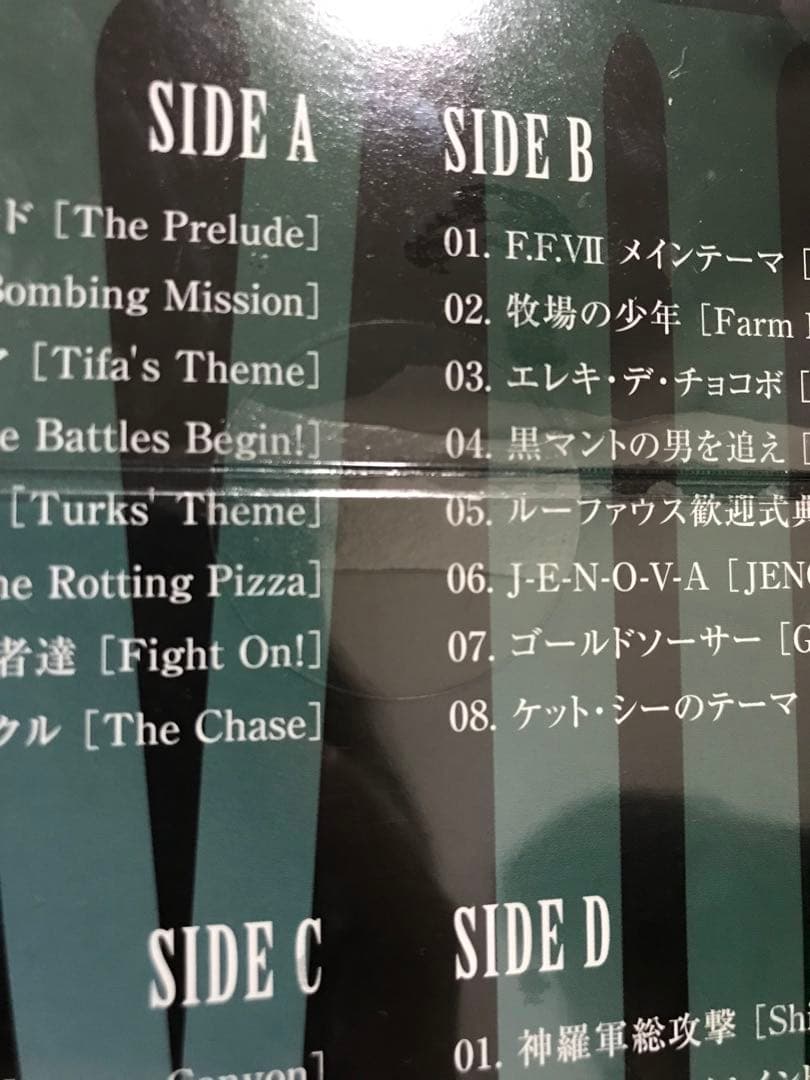 SIDE A
ド [The Prelude]
Bombing Mission]
[Tifa's Theme]
e Battles Begin!]
[Turks' Theme]
he Rotting Pizza]
者達 [Fight On!]
クル [The Chase]
SIDE B
01. F.F.VII メインテーマ [
02. 牧場の少年 [Farm
03. エレキ・デ・チョコボ [
04. 黒マントの男を追え [
05. ルーファウス歓迎式典
06. J-E-N-O-V-A [JENO
07. ゴールドソーサー [G
08. ケット・シーのテーマ
SIDE C
Canyon]
SIDE D
01. 神羅軍総攻撃 [Shi